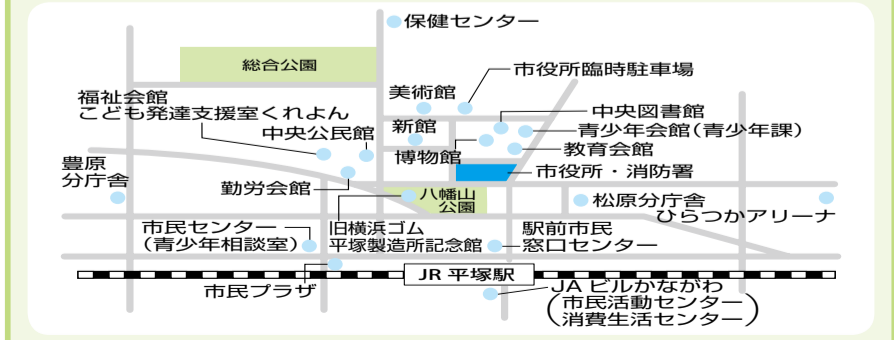 保健センター
総合公園
市役所臨時駐車場
美術館
福祉会館
こども発達支援室くれよん
中央図書館
新館
青少年会館(青少年課)
中央公民館
博物館
教育会館
豊原
分庁舎
市役所・消防署
勤労会館
八幡山
公園
松原分庁舎
ひらつかアリーナ
市民センター
(青少年相談室)
旧横浜ゴム
平塚製造所記念館
駅前市民
窓口センター
JR 平塚駅
市民プラザ
JA ビルかながわ
(市民活動センター
消費生活センター)